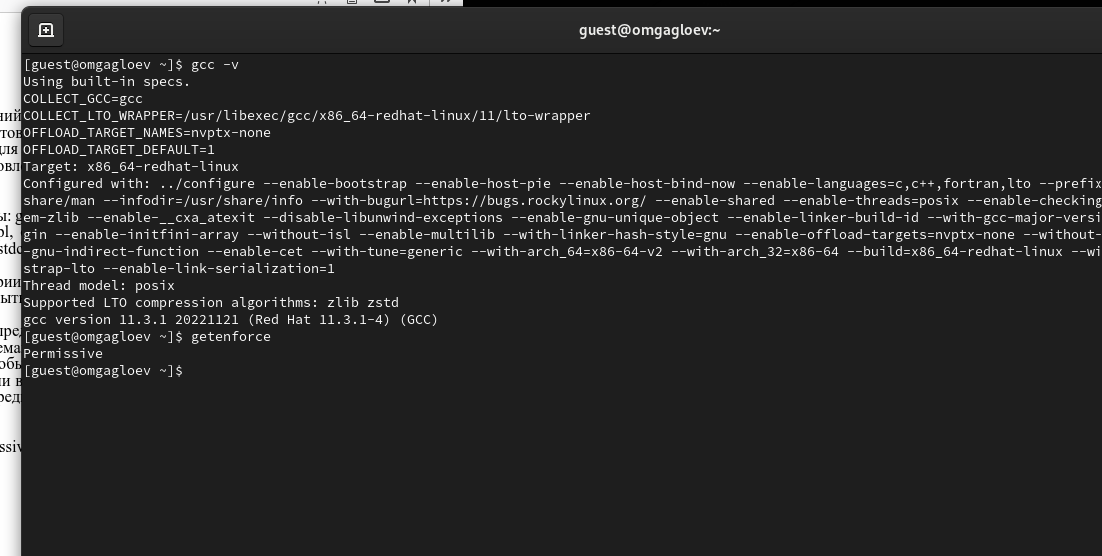 guest@omgagloev:~
[guest@omgagloev ~]$ gcc -v
Using built-in specs.
COLLECT_GCC=gcc
COLLECT_LTO_WRAPPER=/usr/libexec/gcc/x86_64-redhat-linux/11/lto-wrapper
OFFLOAD_TARGET_NAMES=nvptx-none
OFFLOAD_TARGET_DEFAULT=1
Target: x86_64-redhat-linux
Configured with: ../configure --enable-bootstrap --enable-host-pie --enable-host-bind-now --enable-languages=c,c++,fortran,lto --prefix
share/man --infodir=/usr/share/info --with-bugurl=https://bugs.rockylinux.org/ --enable-shared --enable-threads=posix --enable-checking
em-zlib --enable-__cxa_atexit --disable-libunwind-exceptions --enable-gnu-unique-object --enable-linker-build-id --with-gcc-major-versi
gin --enable-initfini-array --without-isl --enable-multilib --with-linker-hash-style=gnu --enable-offload-targets=nvptx-none --without-
-gnu-indirect-function --enable-cet --with-tune=generic --with-arch_64=x86-64-v2 --with-arch_32=x86-64 --build=x86_64-redhat-linux --wi
strap-lto --enable-link-serialization=1
Thread model: posix
Supported LTO compression algorithms: zlib zstd
gcc version 11.3.1 20221121 (Red Hat 11.3.1-4) (GCC)
[guest@omgagloev ~]$ getenforce
Permissive
[guest@omgagloev ~]$